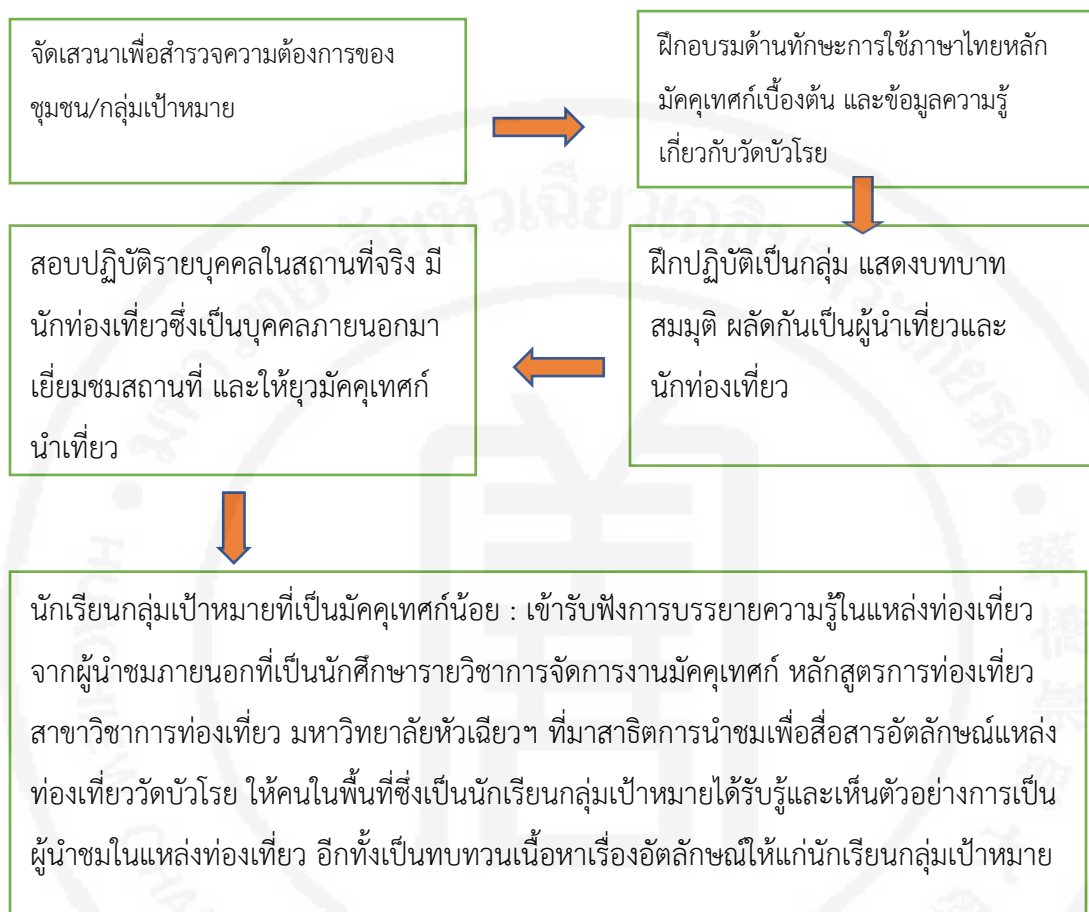 จัดเสวนาเพื่อสำรวจความต้องการของ
ชุมชน/กลุ่มเป้าหมาย
ฝึกอบรมด้านทักษะการใช้ภาษาไทยหลัก
มัคคุเทศก์เบื้องต้น และข้อมูลความรู้
เกี่ยวกับวัดบัวโรย
ฝึกปฏิบัติเป็นกลุ่ม แสดงบทบาท
สมมุติ ผลัดกันเป็นผู้นำเที่ยวและ
นักท่องเที่ยว
สอบปฏิบัติรายบุคคลในสถานที่จริง มี
นักท่องเที่ยวซึ่งเป็นบุคคลภายนอกมา
เยี่ยมชมสถานที่ และให้ยุวมัคคุเทศก์
นำเที่ยว
นักเรียนกลุ่มเป้าหมายที่เป็นมัคคุเทศก์น้อย : เข้ารับฟังการบรรยายความรู้ในแหล่งท่องเที่ยว
จากผู้นำชมภายนอกที่เป็นนักศึกษารายวิชาการจัดการงานมัคคุเทศก์ หลักสูตรการท่องเที่ยว
สาขาวิชาการท่องเที่ยว มหาวิทยาลัยหัวเฉียวฯ ที่มาสาธิตการนำชมเพื่อสื่อสารอัตลักษณ์แหล่ง
ท่องเที่ยววัดบัวโรย ให้คนในพื้นที่ซึ่งเป็นนักเรียนกลุ่มเป้าหมายได้รับรู้และเห็นตัวอย่างการเป็น
ผู้นำชมในแหล่งท่องเที่ยว อีกทั้งเป็นทบทวนเนื้อหาเรื่องอัตลักษณ์ให้แก่นักเรียนกลุ่มเป้าหมาย